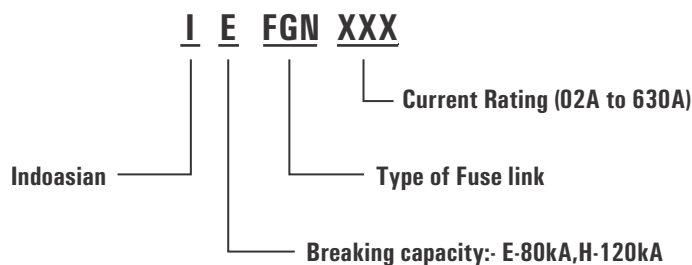 I E FGN XXX
Current Rating (02A to 630A)
Indoasian
Type of Fuse link
Breaking capacity:- E-80kA,H-120kA